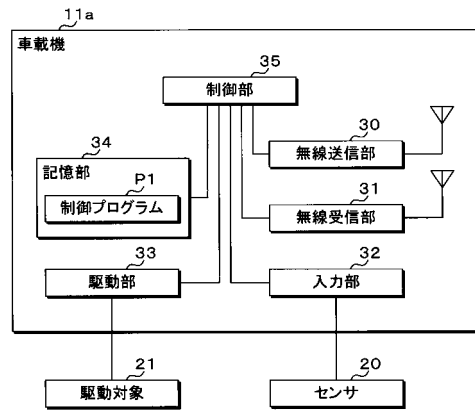 11a
車載機
35
制御部
30
無線送信部
34
記憶部
P1
制御プログラム
31
無線受信部
33
駆動部
32
入力部
21
駆動対象
20
センサ